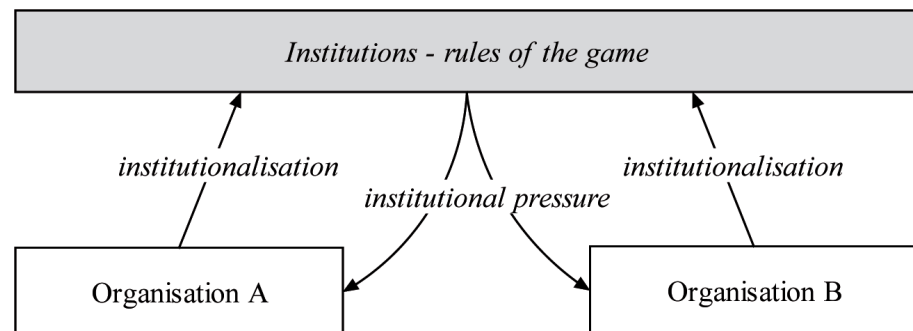 Institutions - rules of the game
institutionalisation
institutionalisation
institutional pressure
Organisation A
Organisation B